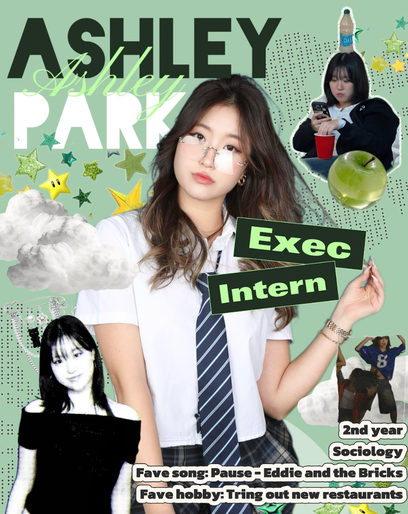 ASHLEY
Ashley
PARK
Exec
Intern
2nd year
Sociology
Fave song: Pause - Eddie and the Bricks
Fave hobby: Tring out new restaurants